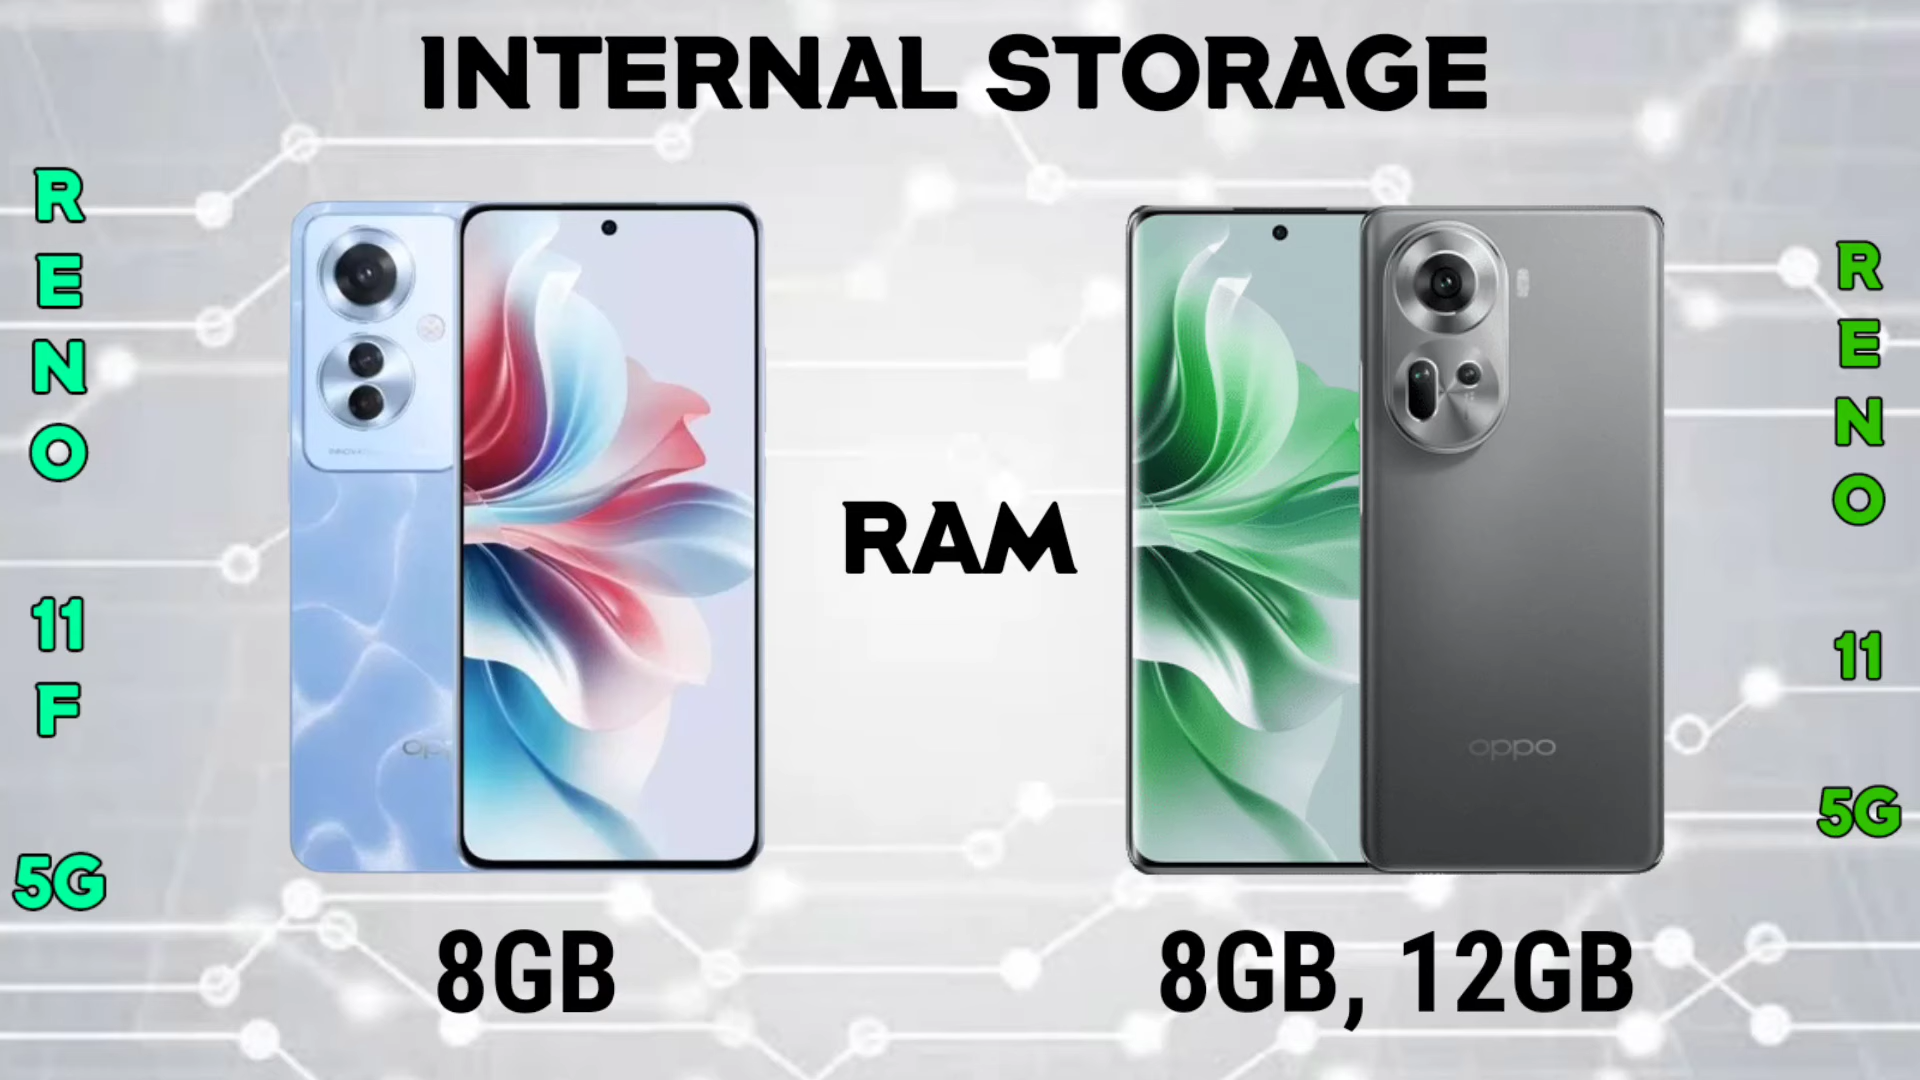 INTERNAL STORAGE
RENO 11 F 5G
RAM
RENO 11 5G
oppo
8GB
8GB, 12GB